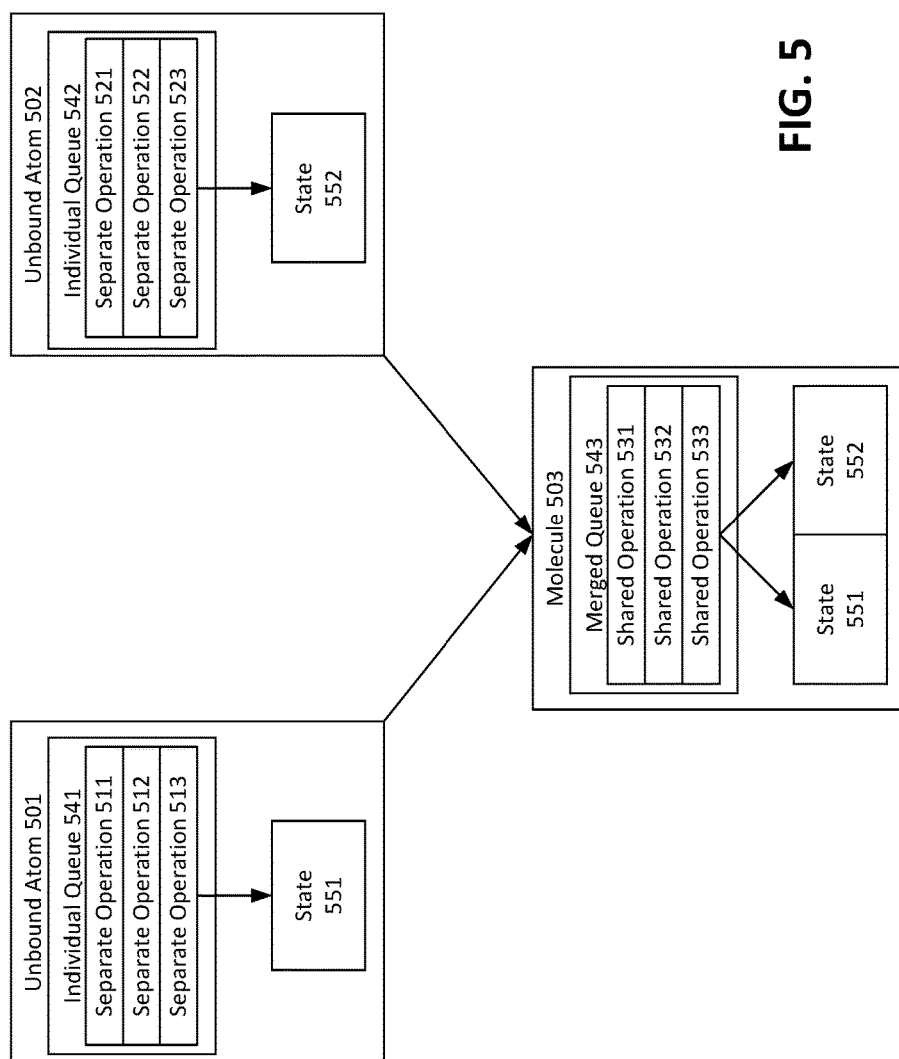 Unbound Atom 501
Individual Queue 541
Separate Operation 511
Separate Operation 512
Separate Operation 513
State
551
Unbound Atom 502
Individual Queue 542
Separate Operation 521
Separate Operation 522
Separate Operation 523
State
552
Molecule 503
Merged Queue 543
Shared Operation 531
Shared Operation 532
Shared Operation 533
State
551
State
552
FIG. 5